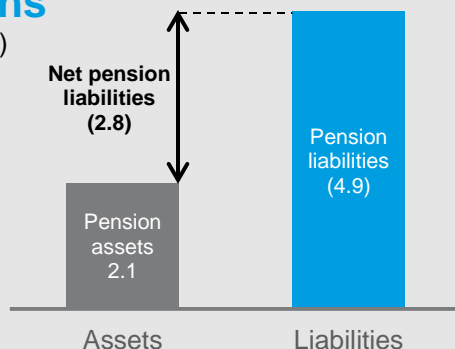 ns
)
Net pension
liabilities
(2.8)
Pension
liabilities
(4.9)
Pension
assets
2.1
Assets
Liabilities